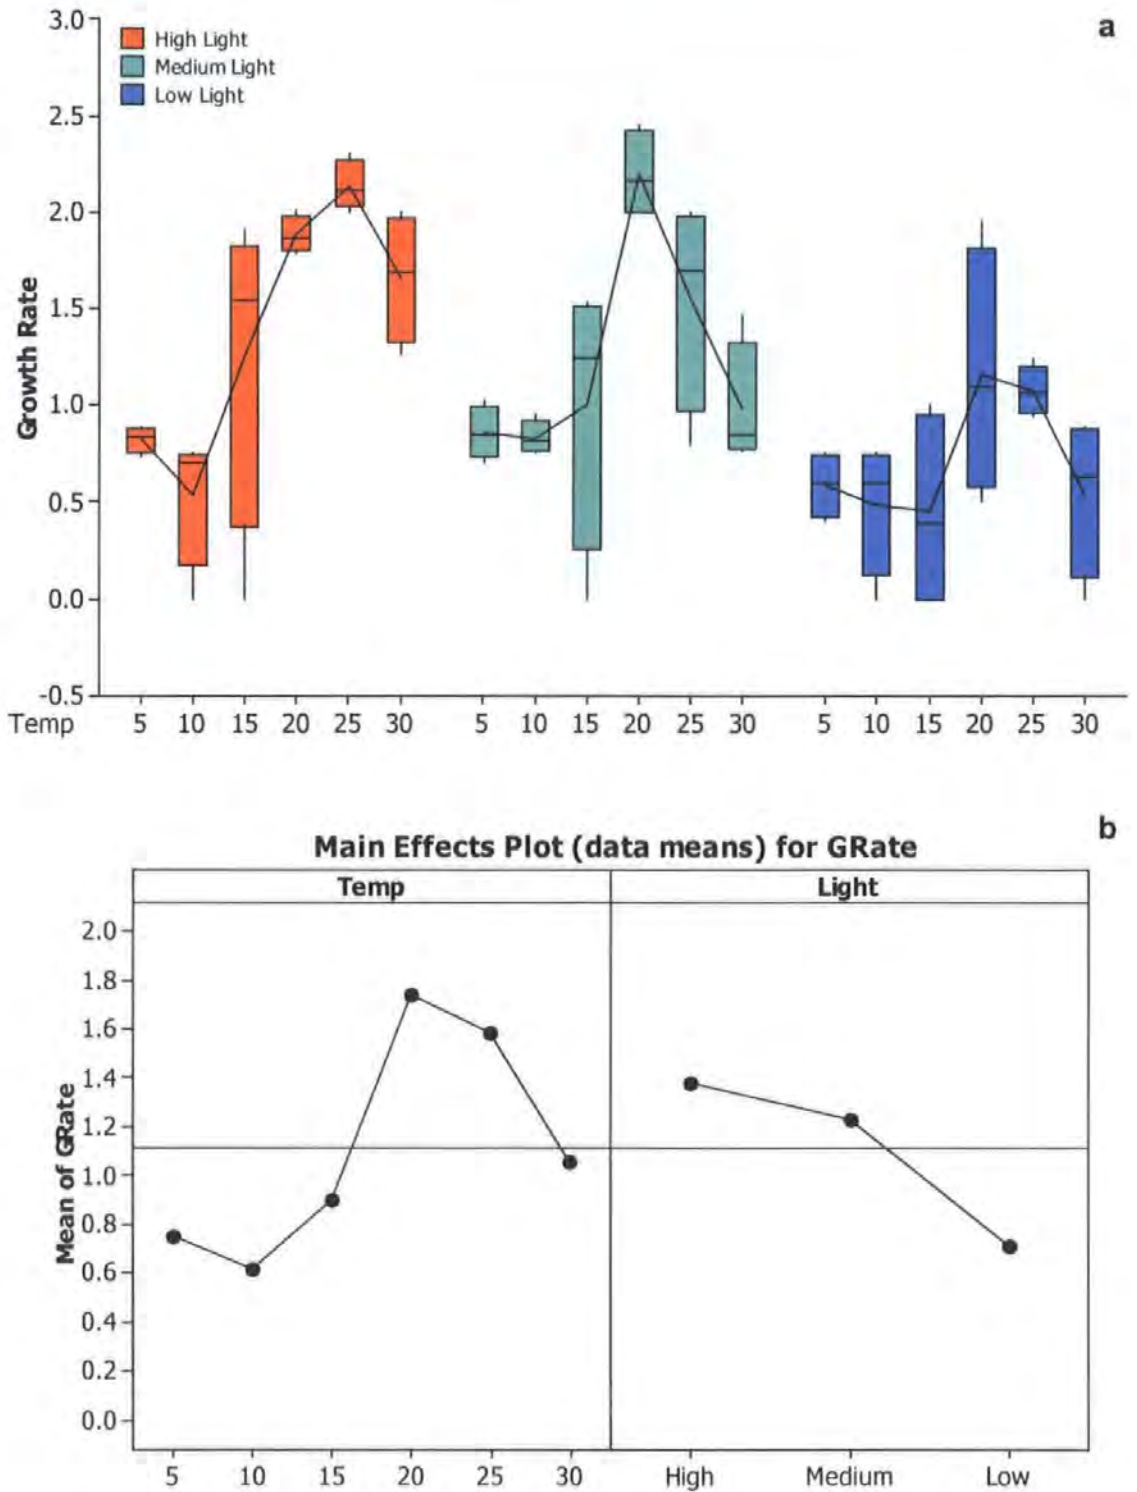 a
3.0
High Light
Medium Light
Low Light
2.5
2.0
1.5
1.0
0.5
0.0
-0.5
Growth Rate
Temp 5 10 15 20 25 30 5 10 15 20 25 30 5 10 15 20 25 30
b
Main Effects Plot (data means) for GRate
Temp Light
2.0
1.8
1.6
1.4
1.2
1.0
0.8
0.6
0.4
0.2
0.0
Mean of GRate
5 10 15 20 25 30 High Medium Low